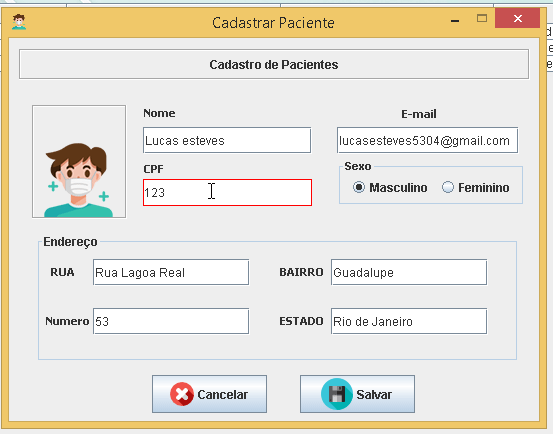 Cadastrar Paciente
Cadastro de Pacientes
Nome
E-mail
Lucas esteves
lucasesteves5304@gmail.com
CPF
123
Sexo
Masculino
Feminino
Endereço
RUA
Rua Lagoa Real
BAIRRO
Guadalupe
Numero
53
ESTADO
Rio de Janeiro
Cancelar
Salvar